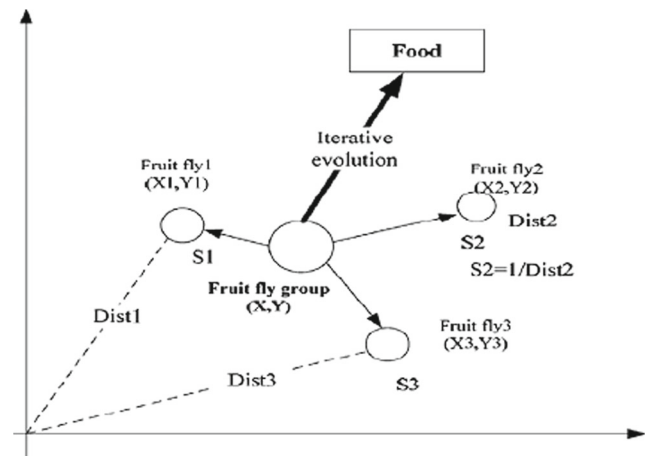 Food
Iterative
evolution
Fruit fly1
(X1,Y1)
Fruit fly2
(X2,Y2)
Dist2
S1
S2
S2=1/Dist2
Fruit fly group
(X,Y)
Dist1
Fruit fly3
(X3,Y3)
Dist3
S3